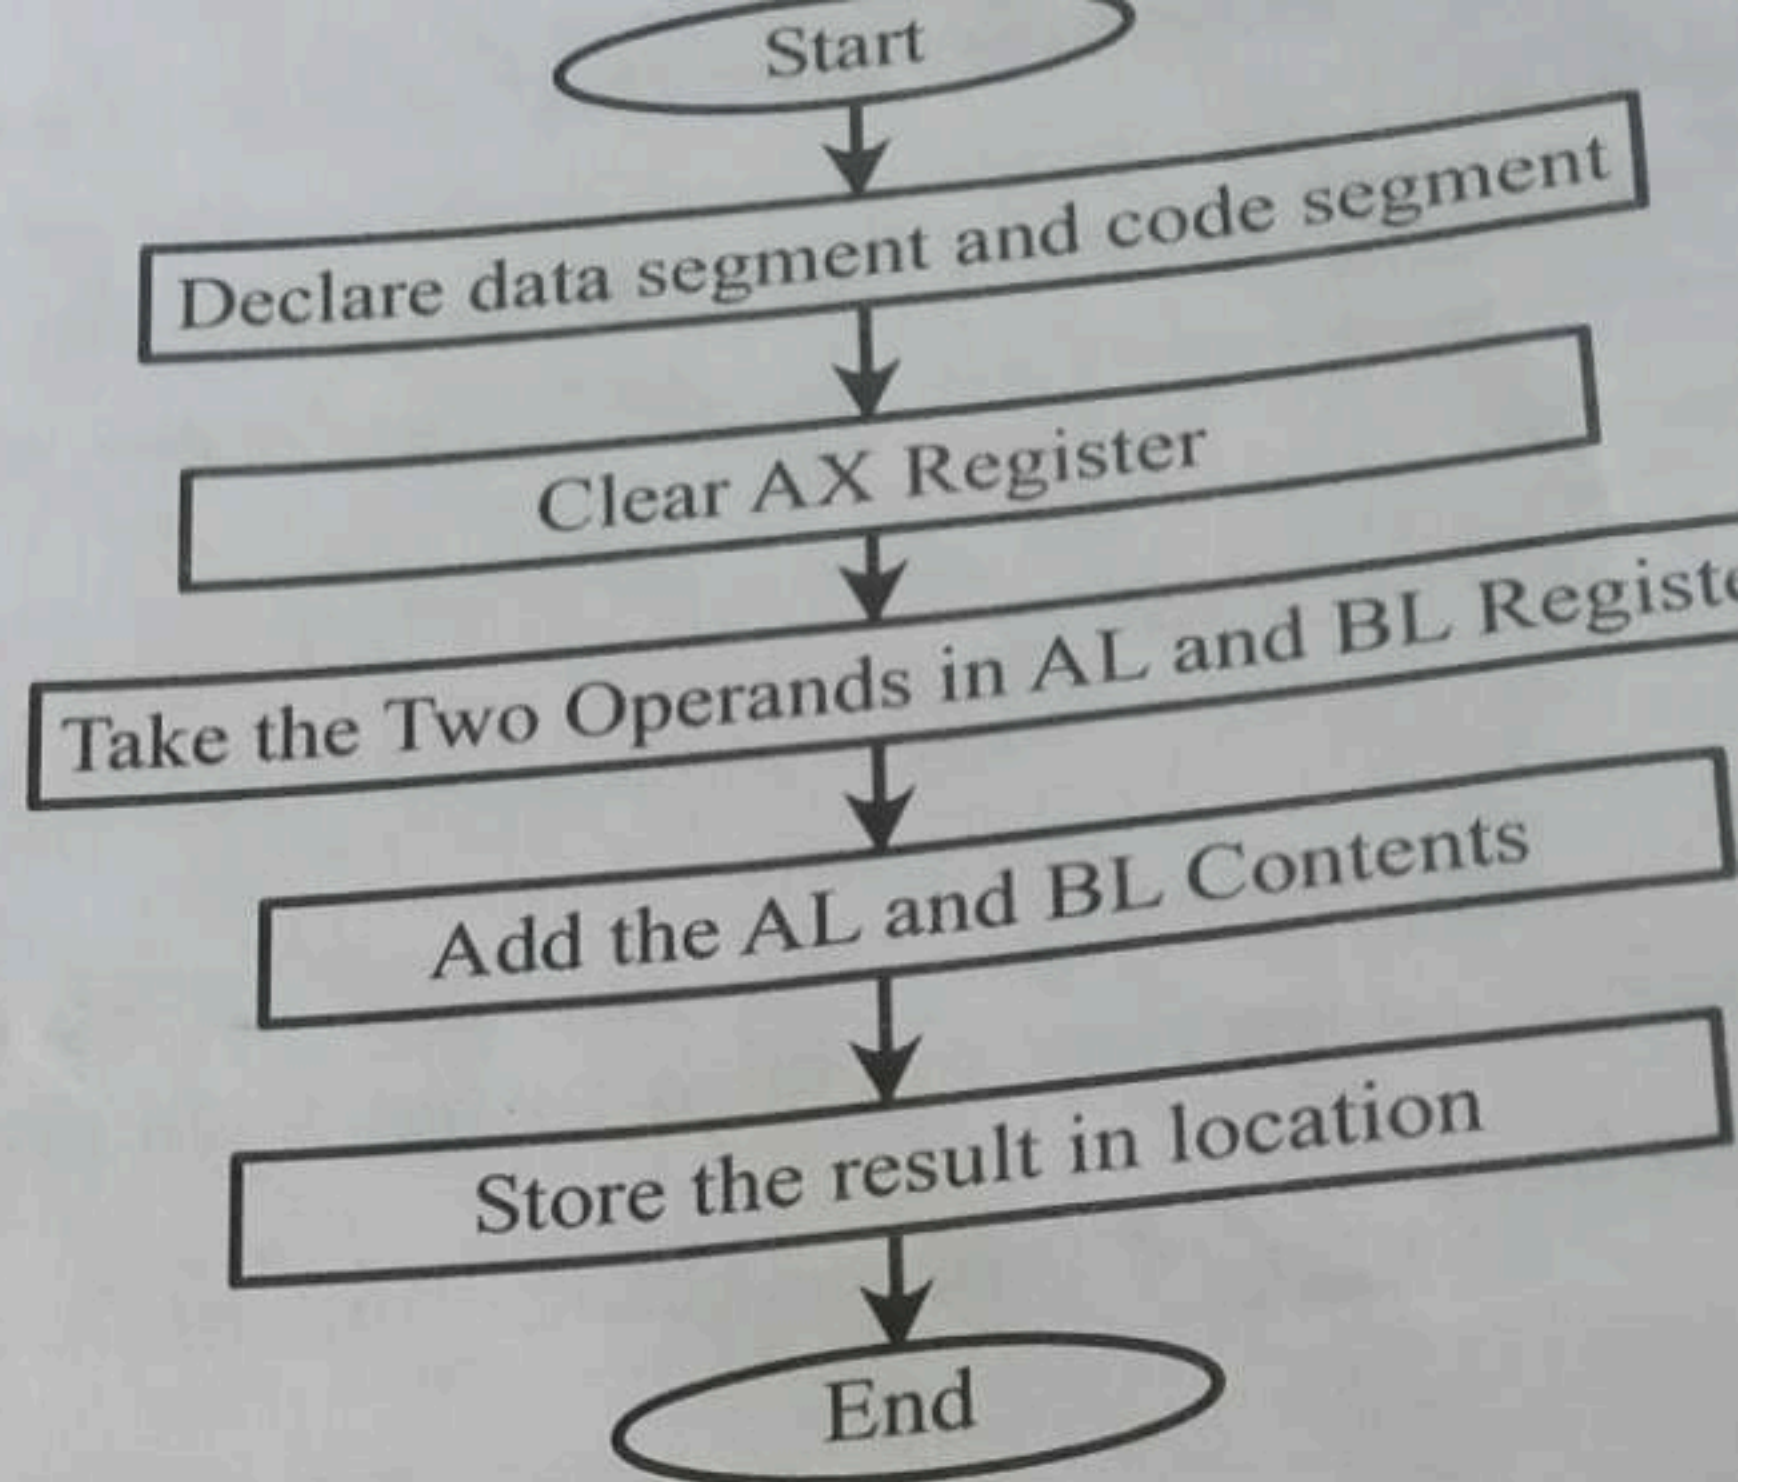 Start
Declare data segment and code segment
Clear AX Register
Take the Two Operands in AL and BL Registe
Add the AL and BL Contents
Store the result in location
End